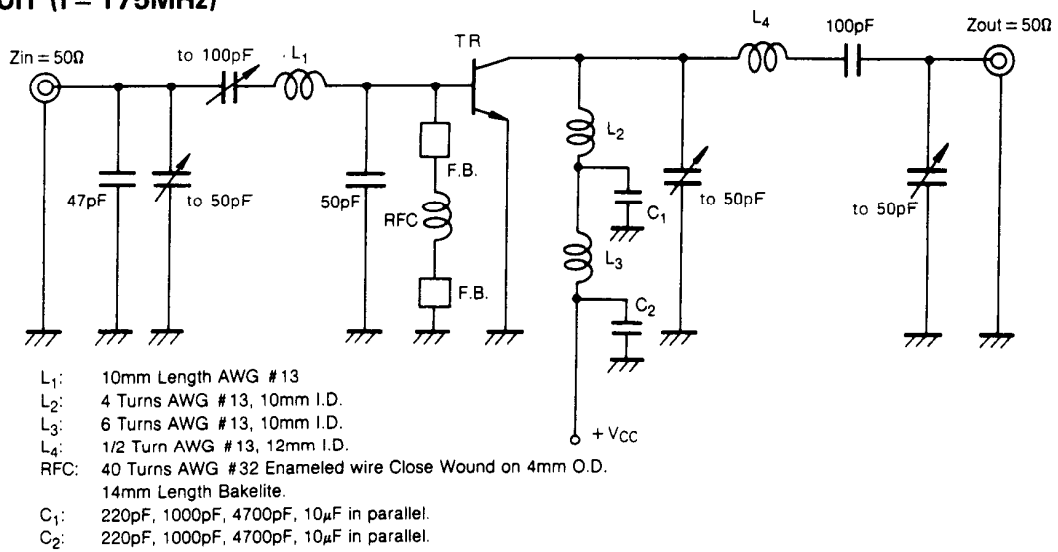 (f = 175MHz)
L4
100pF
Zout = 50Ω
TR
Zin = 50Ω
to 100pF
L1
L2
F.B.
47pF
to 50pF
50pF
RFC
C1
to 50pF
to 50pF
L3
F.B.
C2
+ VCC
L1: 10mm Length AWG #13
L2: 4 Turns AWG #13, 10mm I.D.
L3: 6 Turns AWG #13, 10mm I.D.
L4: 1/2 Turn AWG #13, 12mm I.D.
RFC: 40 Turns AWG #32 Enameled wire Close Wound on 4mm O.D.
14mm Length Bakelite.
C1: 220pF, 1000pF, 4700pF, 10μF in parallel.
C2: 220pF, 1000pF, 4700pF, 10μF in parallel.